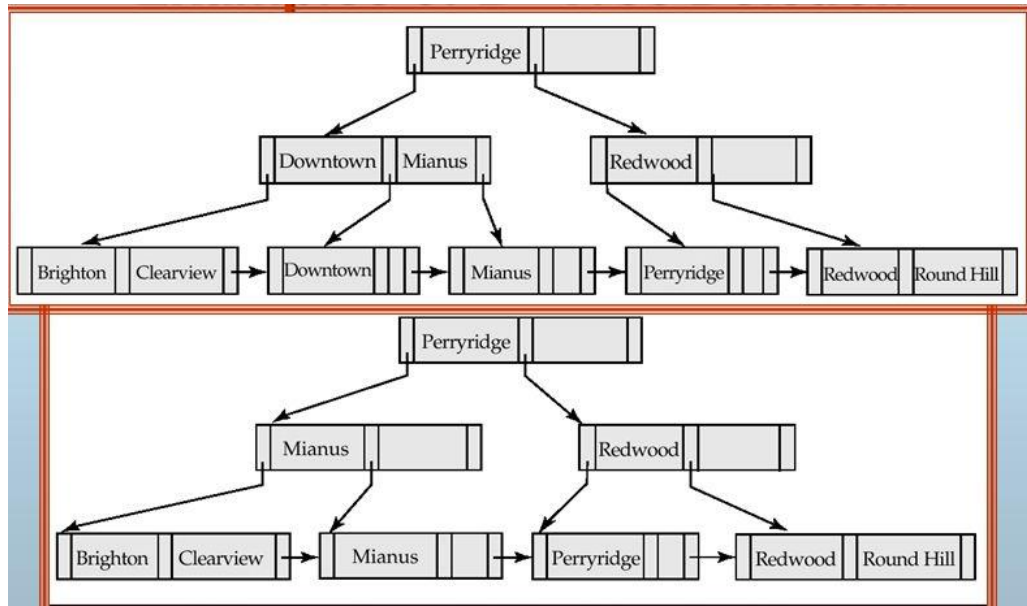 Perryridge
Downtown Mianus Redwood
Brighton Clearview Downtown Mianus Perryridge Redwood Round Hill
Perryridge
Mianus Redwood
Brighton Clearview Mianus Perryridge Redwood Round Hill